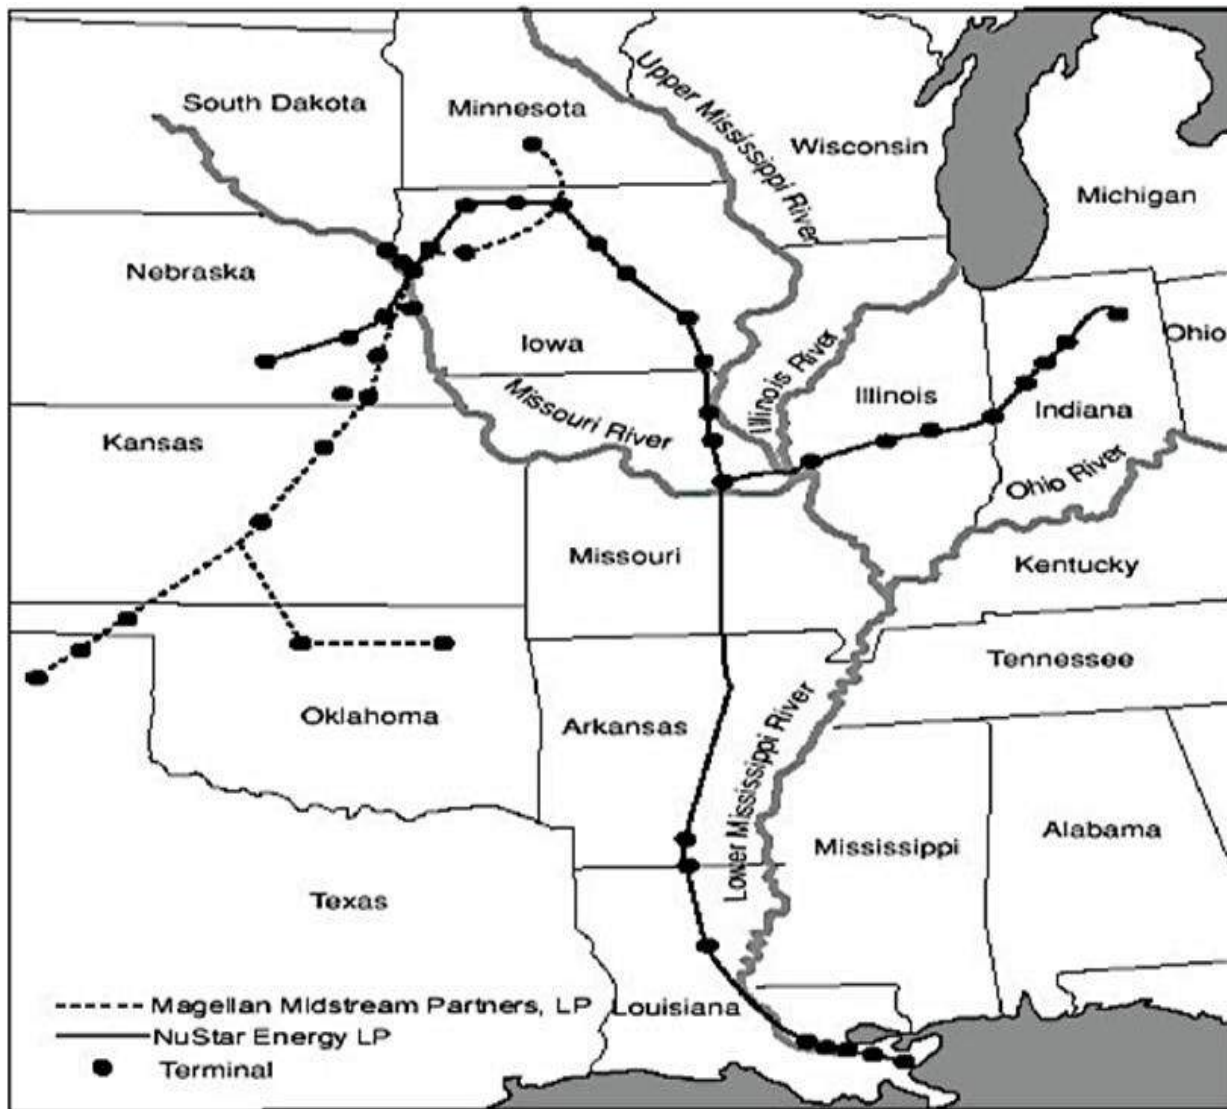 South Dakota
Minnesota
Upper Mississippi River
Wisconsin
Michigan
Nebraska
Iowa
Illinois River
Ohio
Illinois
Indiana
Missouri River
Kansas
Ohio River
Missouri
Kentucky
Tennessee
Oklahoma
Arkansas
Lower Mississippi River
Mississippi
Alabama
Texas
Louisiana
Magellan Midstream Partners, LP
NuStar Energy LP
Terminal